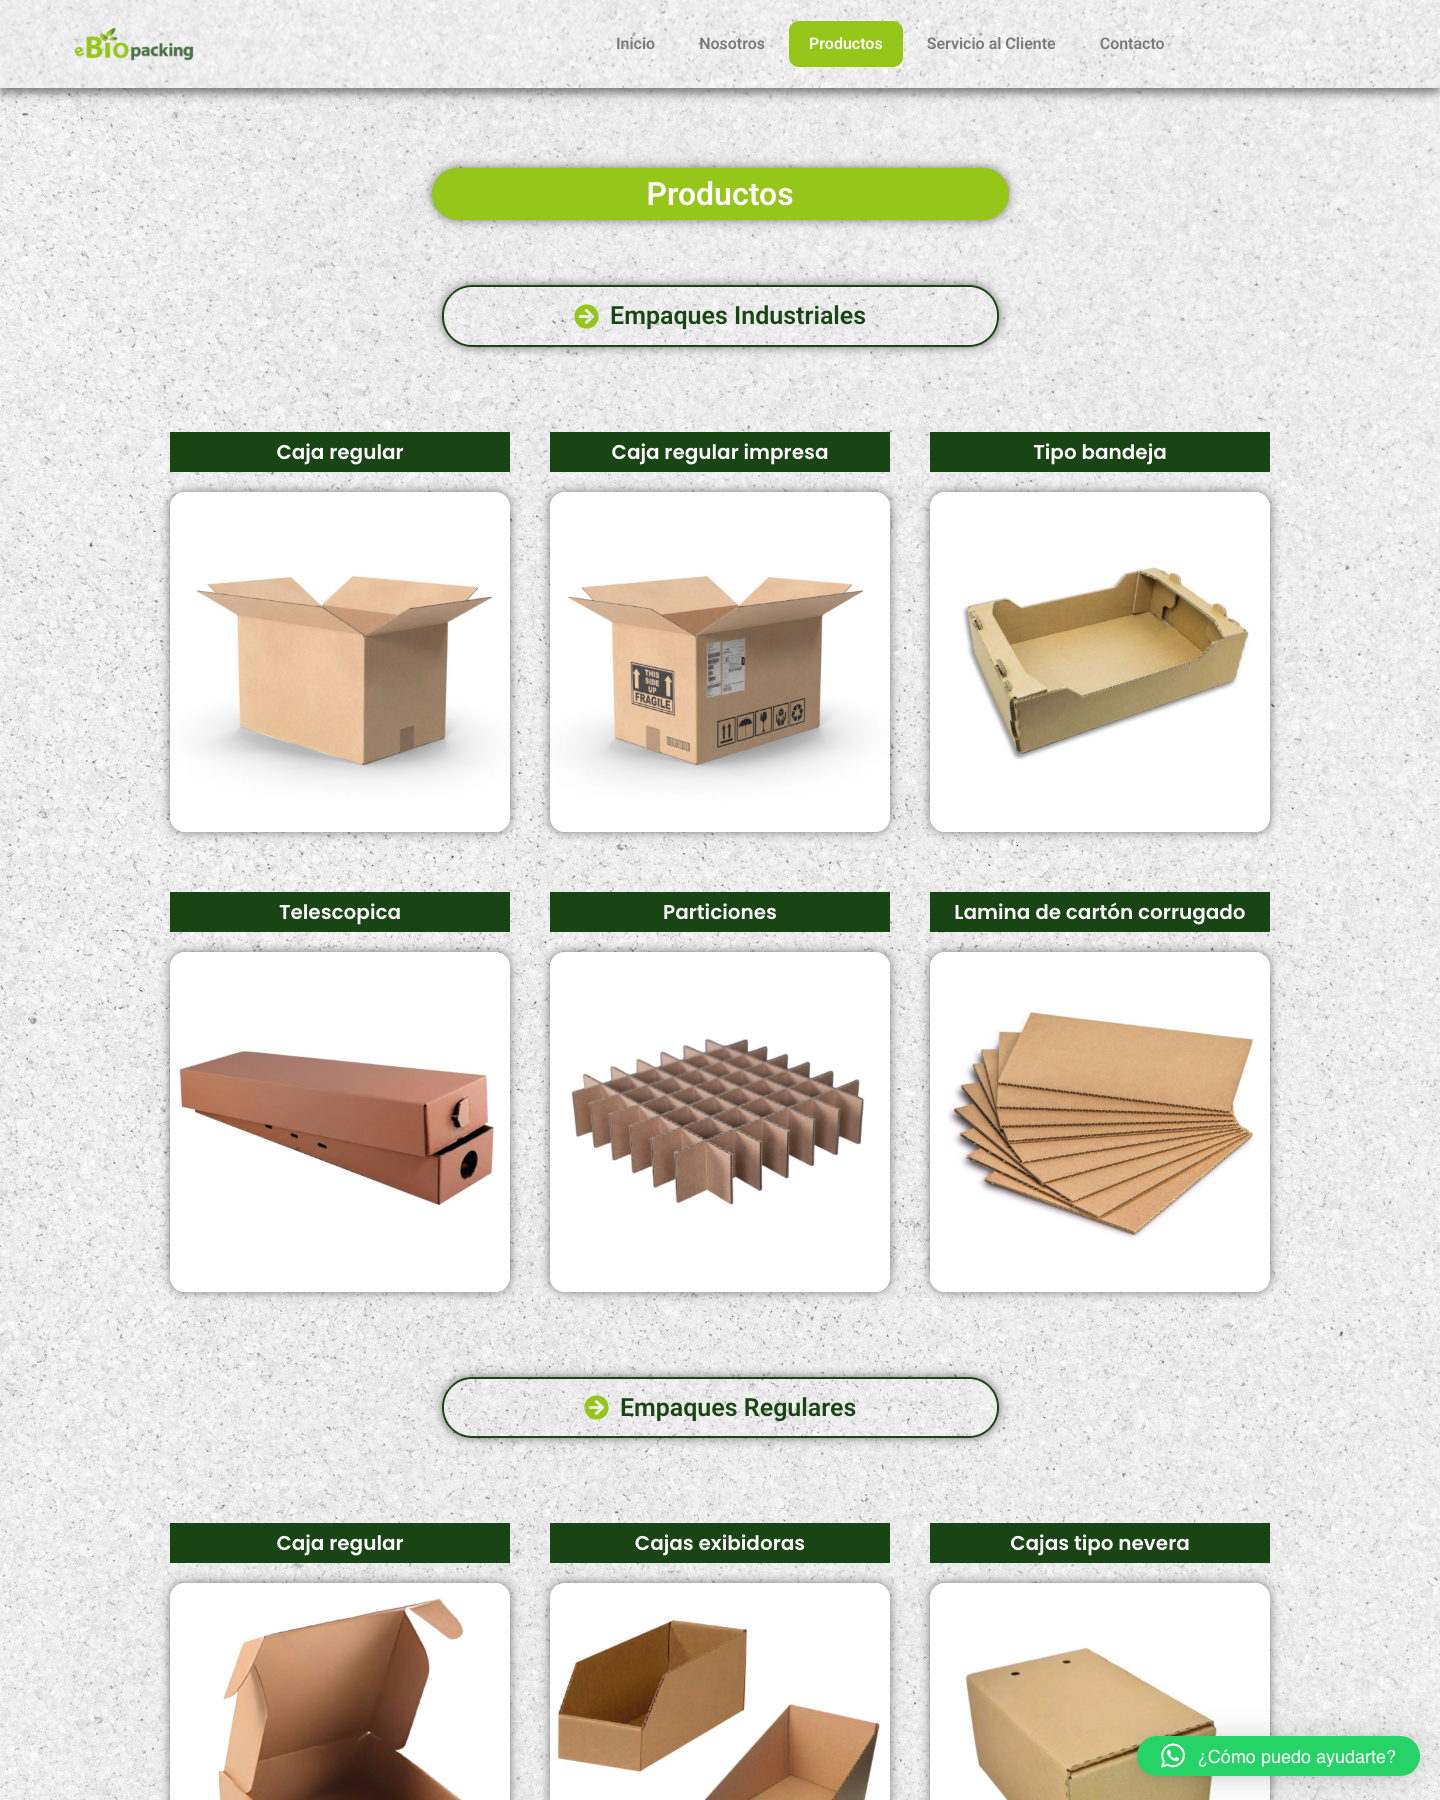 eBiopacking
Inicio
Nosotros
Productos
Servicio al Cliente
Contacto
Productos
Empaques Industriales
Caja regular
Caja regular impresa
Tipo bandeja
THIS
SIDE
UP
FRAGILE
Telescopica
Particiones
Lamina de cartón corrugado
Empaques Regulares
Caja regular
Cajas exibidoras
Cajas tipo nevera
¿Cómo puedo ayudarte?